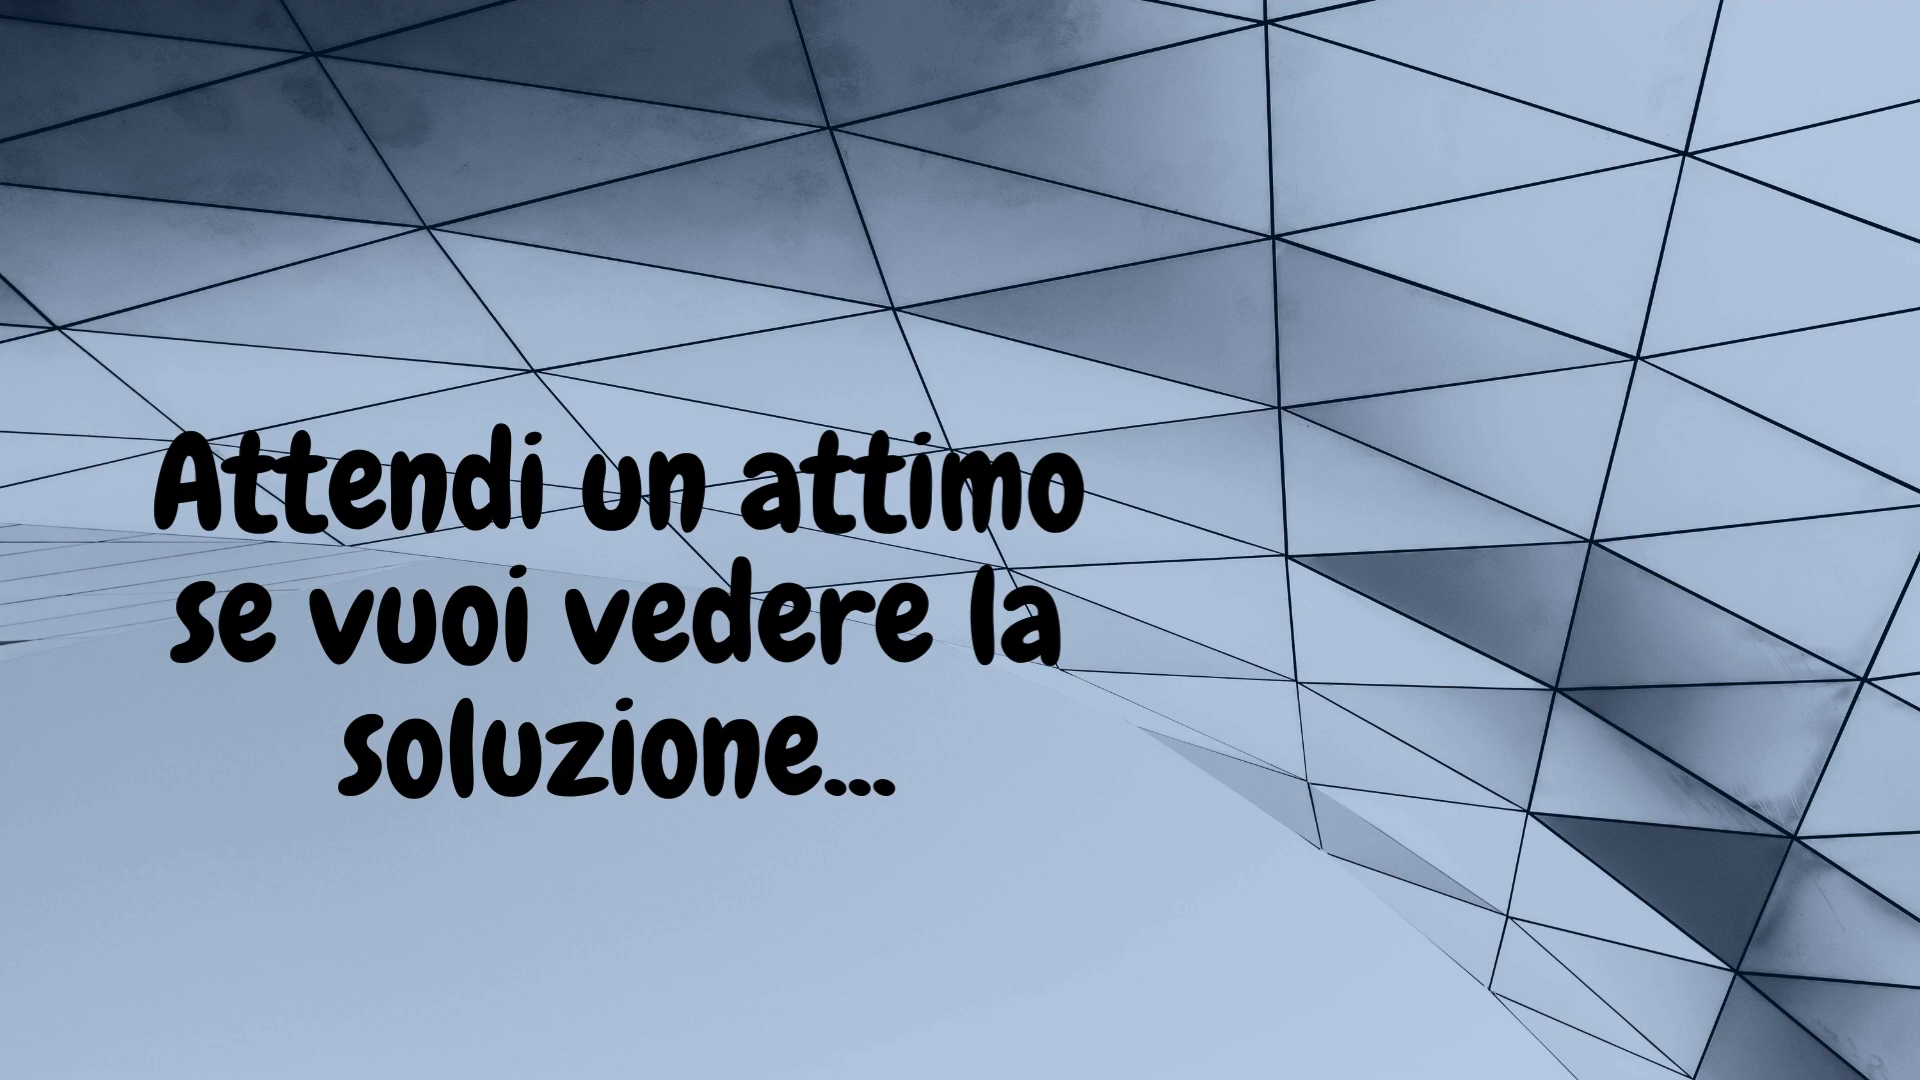 Attendi un attimo
se vuoi vedere la
soluzione...